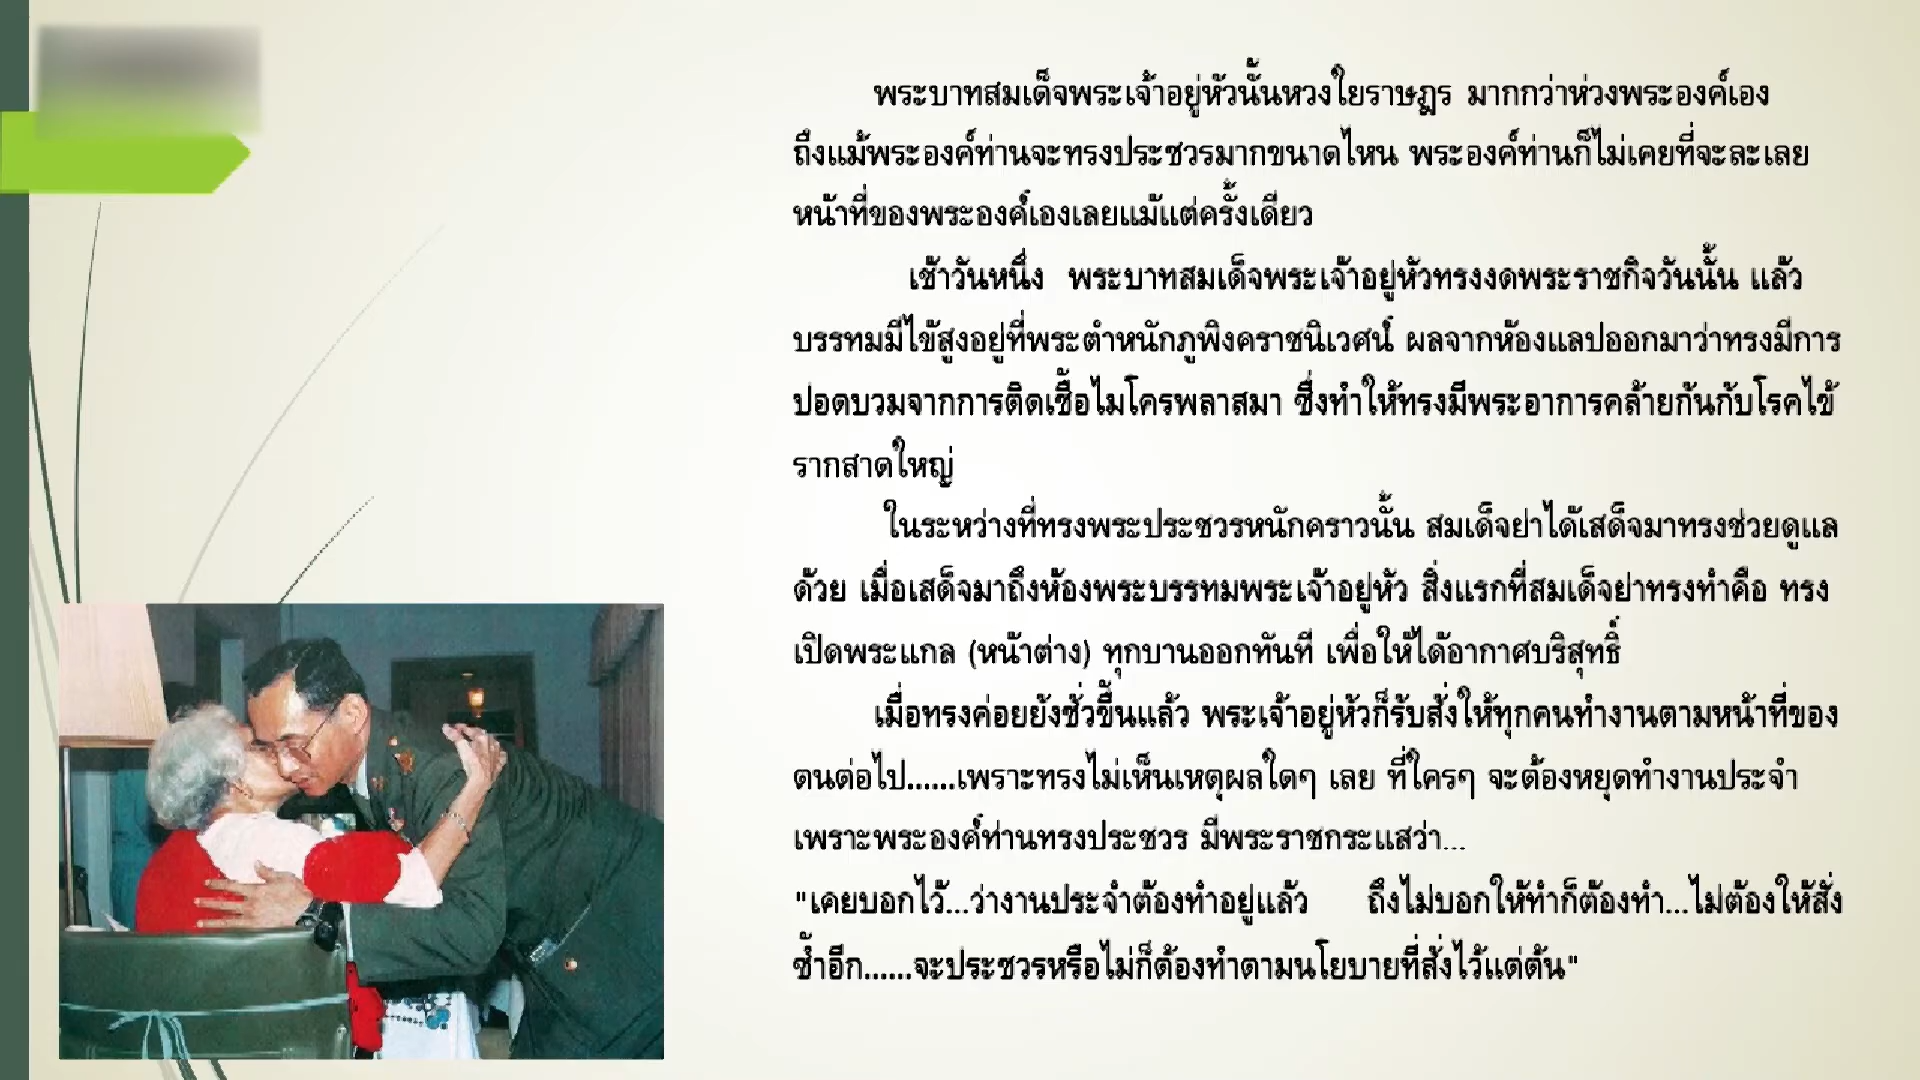 พระบาทสมเด็จพระเจ้าอยู่หัวนั้นหวงใยราษฎร มากกว่าห่วงพระองค์เอง
ถึงแม้พระองค์ท่านจะทรงประชวรมากขนาดไหน พระองค์ท่านก็ไม่เคยที่จะละเลย
หน้าที่ของพระองค์เองเลยแม้แต่ครั้งเดียว
เช้าวันหนึ่ง พระบาทสมเด็จพระเจ้าอยู่หัวทรงงดพระราชกิจวันนั้น แล้ว
บรรทมมีไข้สูงอยู่ที่พระตำหนักภูพิงคราชนิเวศน์ ผลจากห้องแลปออกมาว่าทรงมีการ
ปอดบวมจากการติดเชื้อไมโครพลาสมา ซึ่งทำให้ทรงมีพระอาการคล้ายกันกับโรคไข้
รากสาดใหญ่
ในระหว่างที่ทรงพระประชวรหนักคราวนั้น สมเด็จย่าได้เสด็จมาทรงช่วยดูแล
ด้วย เมื่อเสด็จมาถึงห้องพระบรรทมพระเจ้าอยู่หัว สิ่งแรกที่สมเด็จย่าทรงทำคือ ทรง
เปิดพระแกล (หน้าต่าง) ทุกบานออกทันที เพื่อให้ได้อากาศบริสุทธิ์
เมื่อทรงค่อยยังชั่วขึ้นแล้ว พระเจ้าอยู่หัวก็รับสั่งให้ทุกคนทำงานตามหน้าที่ของ
ตนต่อไป......เพราะทรงไม่เห็นเหตุผลใดๆ เลย ที่ใครๆ จะต้องหยุดทำงานประจำ
เพราะพระองค์ท่านทรงประชวร มีพระราชกระแสว่า...
"เคยบอกไว้...ว่างานประจำต้องทำอยู่แล้ว ถึงไม่บอกให้ทำก็ต้องทำ...ไม่ต้องให้สั่ง
ซ้ำอีก......จะประชวรหรือไม่ก็ต้องทำตามนโยบายที่สั่งไว้แต่ต้น"